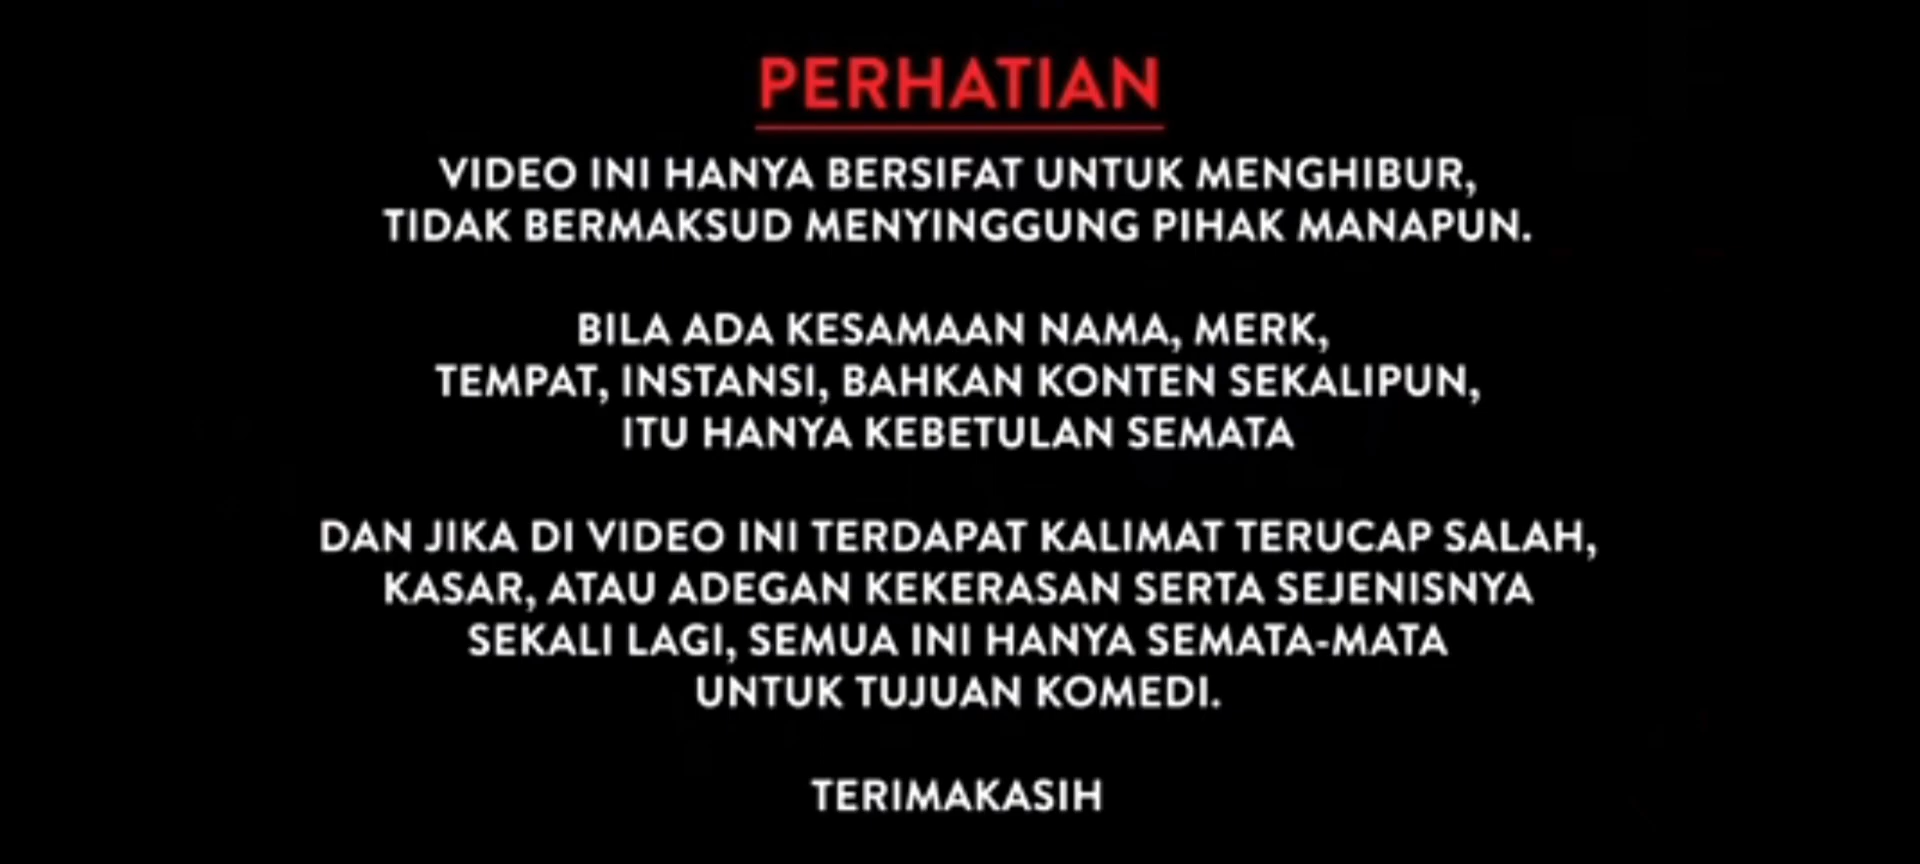 PERHATIAN
VIDEO INI HANYA BERSIFAT UNTUK MENGHIBUR,
TIDAK BERMAKSUD MENYINGGUNG PIHAK MANAPUN.
BILA ADA KESAMAAN NAMA, MERK,
TEMPAT, INSTANSI, BAHKAN KONTEN SEKALIPUN,
ITU HANYA KEBETULAN SEMATA
DAN JIKA DI VIDEO INI TERDAPAT KALIMAT TERUCAP SALAH,
KASAR, ATAU ADEGAN KEKERASAN SERTA SEJENISNYA
SEKALI LAGI, SEMUA INI HANYA SEMATA-MATA
UNTUK TUJUAN KOMEDI.
TERIMAKASIH